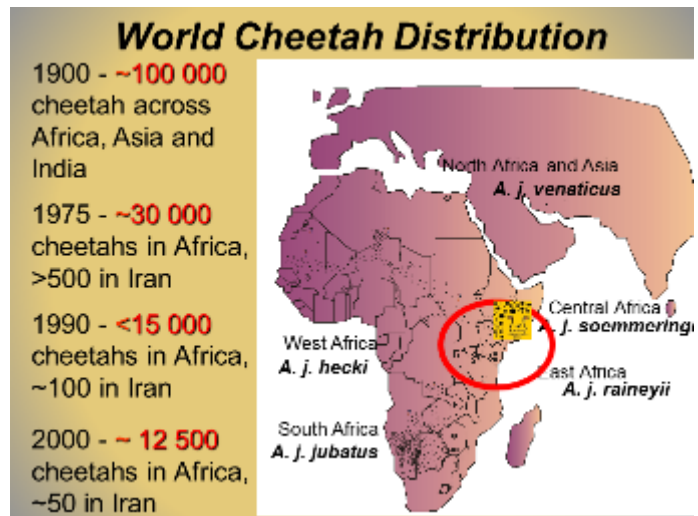 World Cheetah Distribution
1900 - ~100 000
cheetah across
Africa, Asia and
India
1975 - ~30 000
cheetahs in Africa,
>500 in Iran
1990 - <15 000
cheetahs in Africa,
~100 in Iran
2000 - ~ 12 500
cheetahs in Africa,
~50 in Iran
North Africa and Asia
A. j. venaticus
Central Africa
A. j. soemmeringe
West Africa
A. j. hecki
East Africa
A. j. raineyii
South Africa
A. j. jubatus